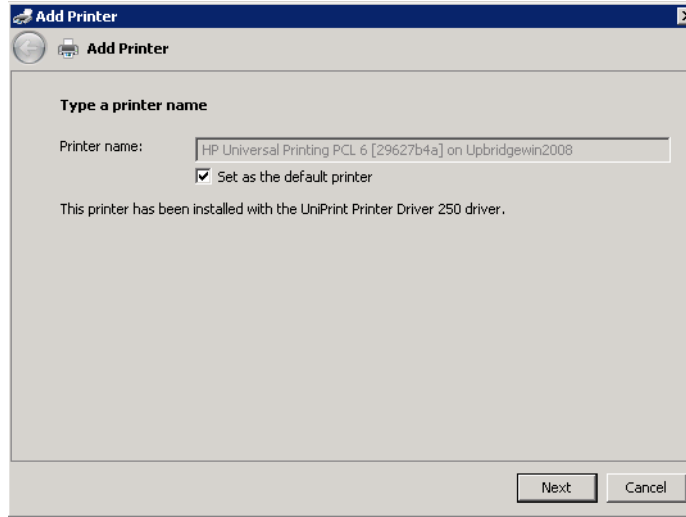 Add Printer
Add Printer
Type a printer name
Printer name:
HP Universal Printing PCL 6 [29627b4a] on Upbridgewin2008
Set as the default printer
This printer has been installed with the UniPrint Printer Driver 250 driver.
Next Cancel